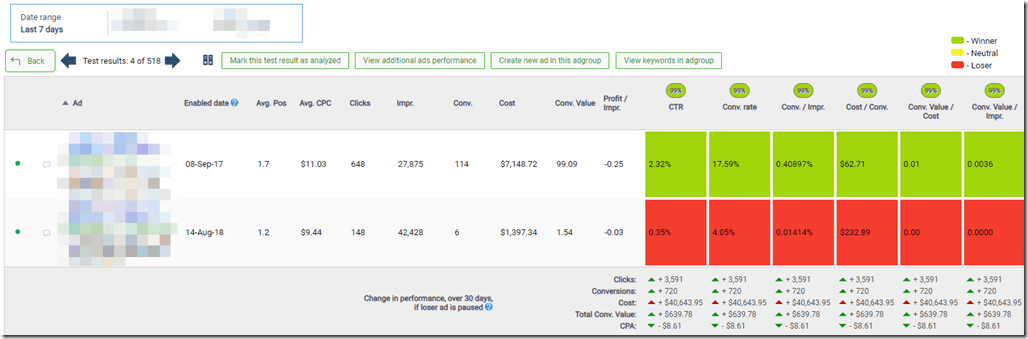 Date range
Last 7 days
- Winner
- Neutral
- Loser
Back
Test results: 4 of 518
Mark this test result as analyzed
View additional ads performance
Create new ad in this adgroup
View keywords in adgroup
99% 99% 99% 99% 99% 99%
Ad Enabled date ? Avg. Pos Avg. CPC Clicks Impr. Conv. Cost Conv. Value Profit / Impr. CTR Conv. rate Conv. / Impr. Cost / Conv. Conv. Value / Cost Conv. Value / Impr.
08-Sep-17 1.7 $11.03 648 27,875 114 $7,148.72 99.09 -0.25 2.32% 17.59% 0.40897% $62.71 0.01 0.0036
14-Aug-18 1.2 $9.44 148 42,428 6 $1,397.34 1.54 -0.03 0.35% 4.05% 0.01414% $232.89 0.00 0.0000
Change in performance, over 30 days,
if loser ad is paused ?
Clicks: + 3,591 + 3,591 + 3,591 + 3,591 + 3,591 + 3,591
Conversions: + 720 + 720 + 720 + 720 + 720 + 720
Cost: + $40,643.95 + $40,643.95 + $40,643.95 + $40,643.95 + $40,643.95 + $40,643.95
Total Conv. Value: + $639.78 + $639.78 + $639.78 + $639.78 + $639.78 + $639.78
CPA: - $8.61 - $8.61 - $8.61 - $8.61 - $8.61 - $8.61